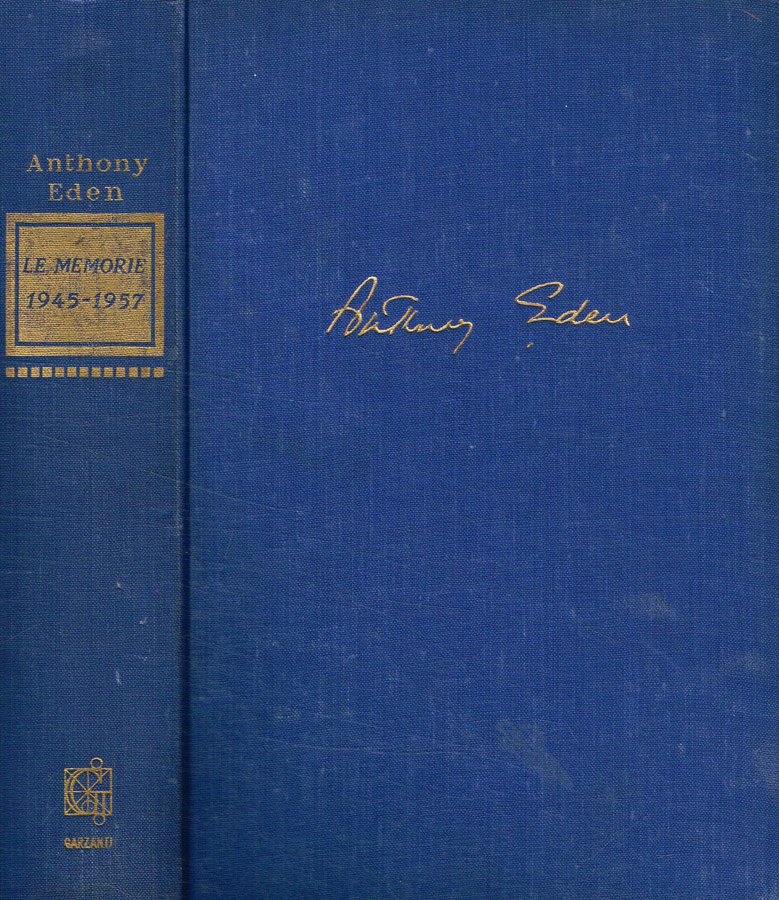 Anthony
Eden
LE MEMORIE
1945-1957
GARZANTI
Anthony Eden